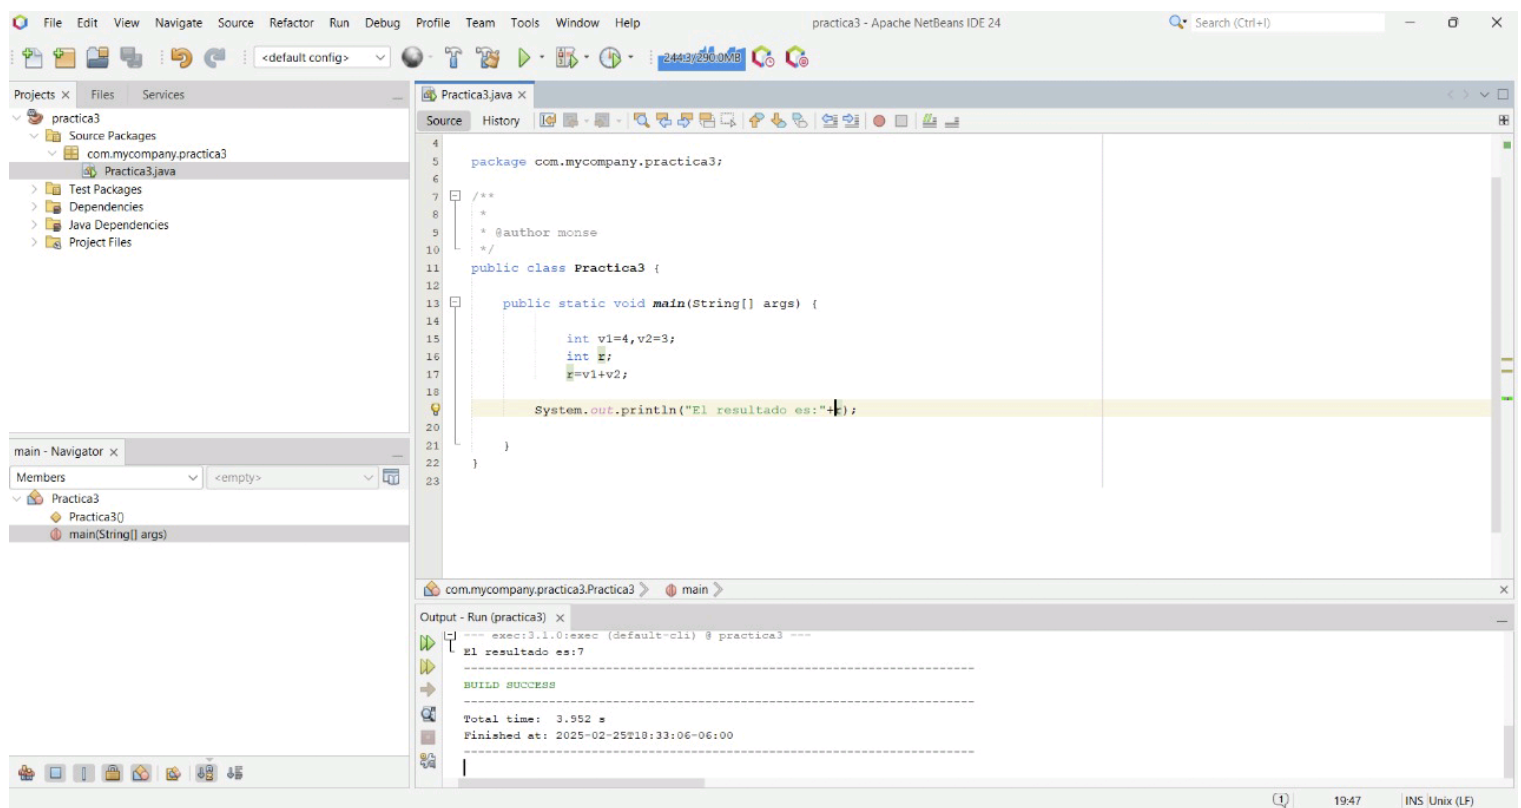 File Edit View Navigate Source Refactor Run Debug Profile Team Tools Window Help practica3 - Apache NetBeans IDE 24 Search (Ctrl+I)
<default config> 244.3/290.0MB
Projects Files Services
practica3
Source Packages
com.mycompany.practica3
Practica3.java
Test Packages
Dependencies
Java Dependencies
Project Files
main - Navigator
Members <empty>
Practica3
Practica3()
main(String[] args)
Practica3.java
Source History
4
5 package com.mycompany.practica3;
6
7 /**
8 *
9 * @author monse
10 */
11 public class Practica3 {
12
13 public static void main(String[] args) {
14
15 int v1=4,v2=3;
16 int r;
17 r=v1+v2;
18
System.out.println("El resultado es:"+r);
20
21 }
22 }
23
com.mycompany.practica3.Practica3 main
Output - Run (practica3)
--- exec:3.1.0:exec (default-cli) @ practica3 ---
El resultado es:7
------------------------------------------------------------------------
BUILD SUCCESS
------------------------------------------------------------------------
Total time: 3.952 s
Finished at: 2025-02-25T18:33:06-06:00
------------------------------------------------------------------------
1 19:47 INS Unix (LF)